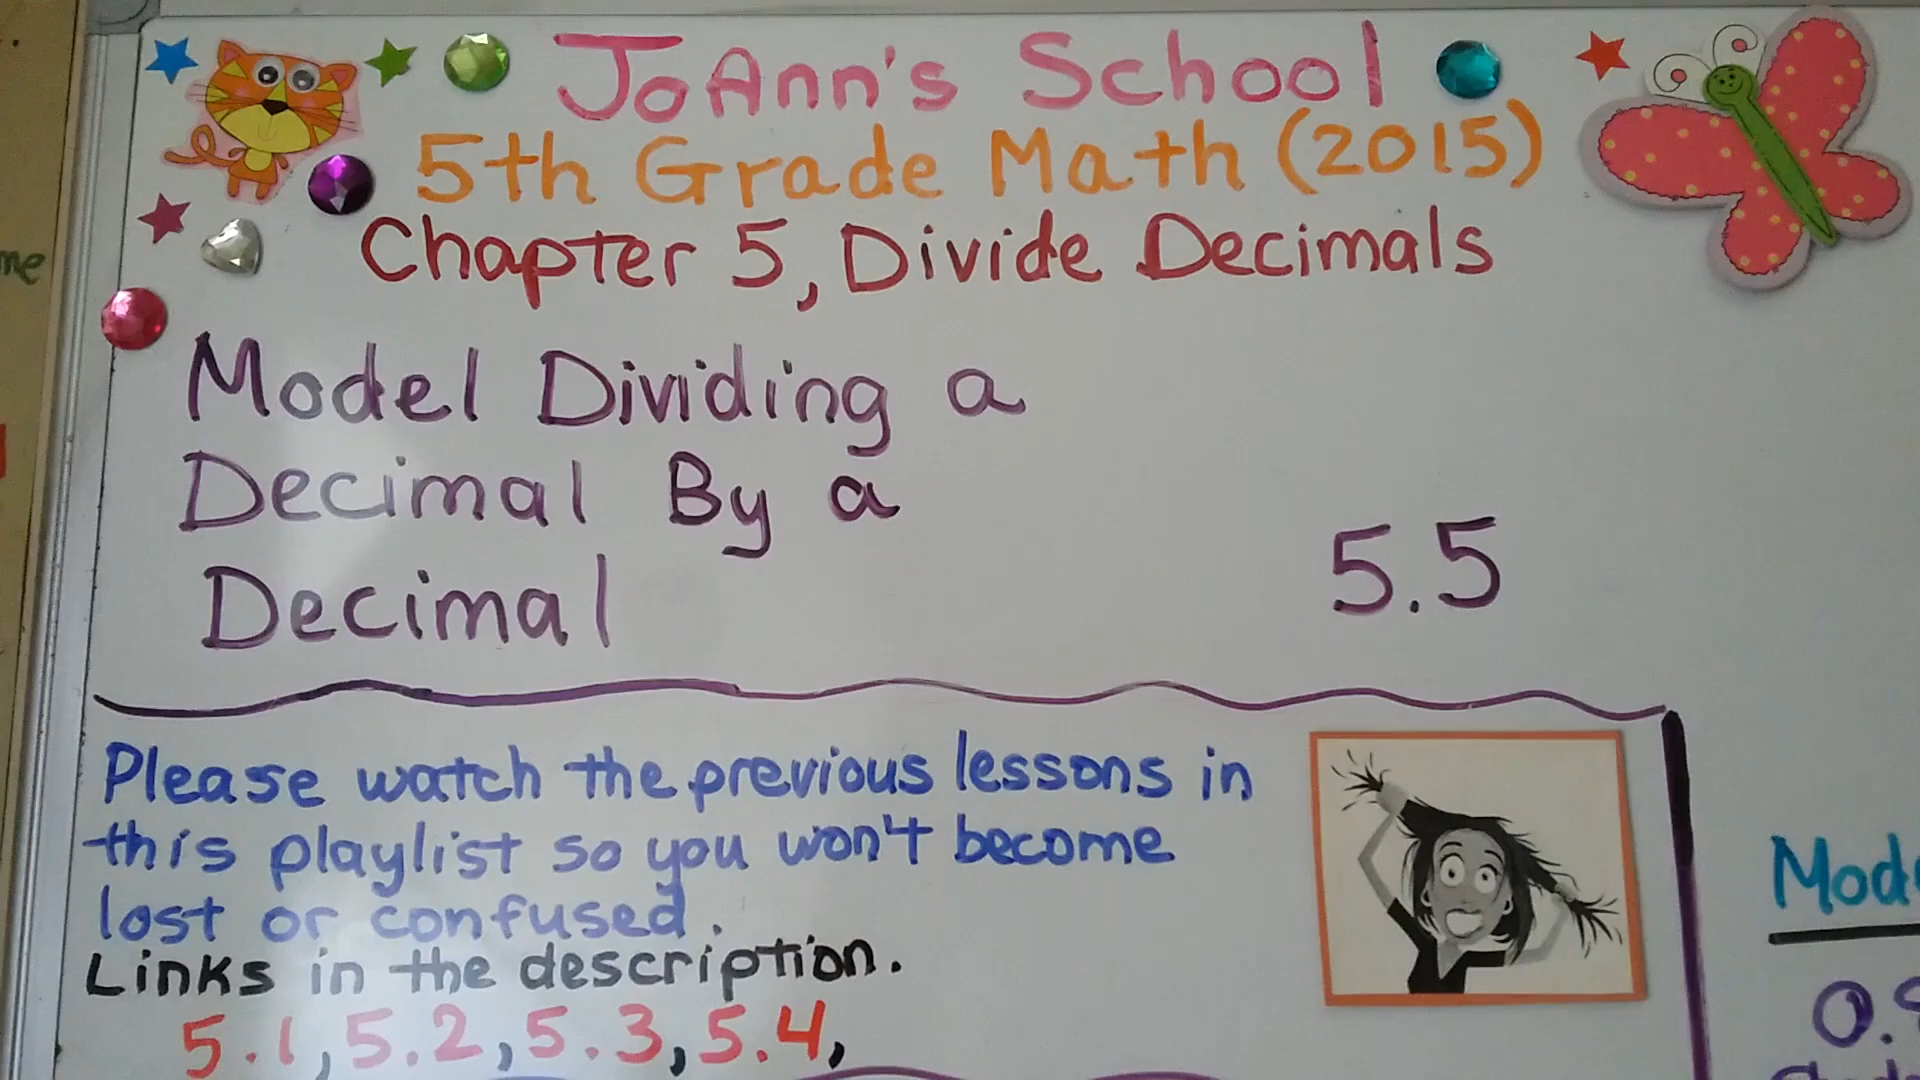 JoAnn's School
5th Grade Math (2015)
Chapter 5, Divide Decimals
Model Dividing a
Decimal By a
Decimal
5.5
Please watch the previous lessons in
this playlist so you won't become
lost or confused.
Links in the description.
5.1, 5.2, 5.3, 5.4,